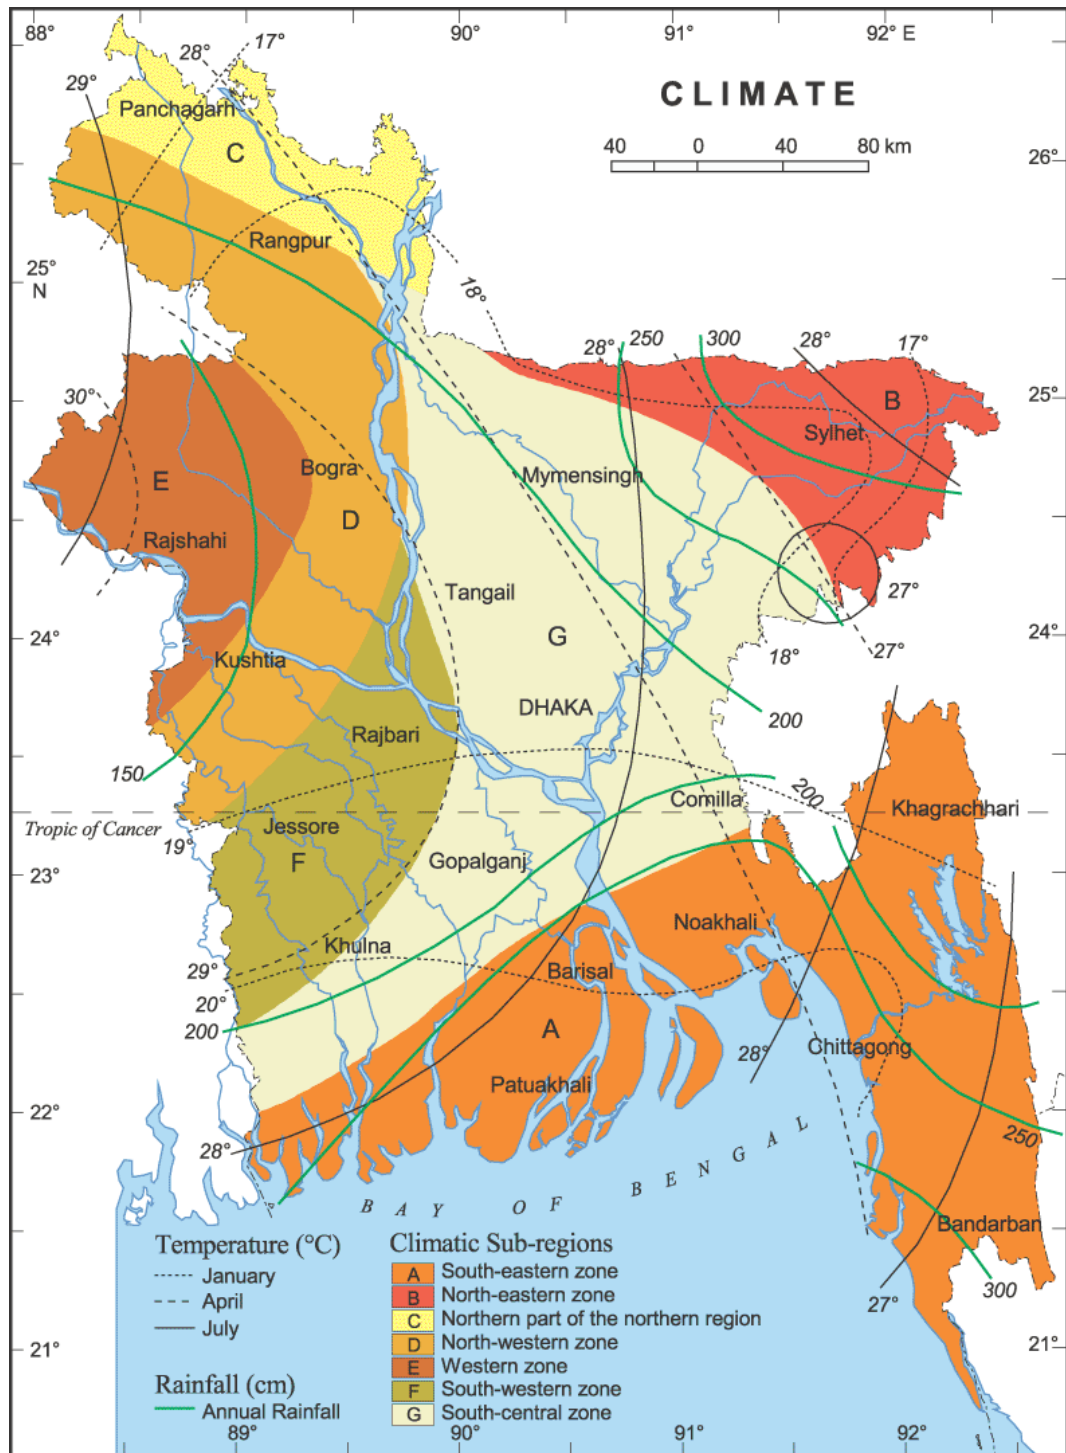 88°
90°
91°
92° E
28°
17°
29°
CLIMATE
Panchagarh
C
40 0 40 80 km
26°
Rangpur
25°
N
18°
28°
250
300
28°
17°
30°
25°
B
Sylhet
Bogra
Mymensingh
E
D
Rajshahi
Tangail
27°
24°
G
24°
18°
27°
Kushtia
DHAKA
Rajbari
200
150
200
Comilla
Khagrachhari
Tropic of Cancer
19°
Jessore
F
Gopalganj
23°
23°
Noakhali
Khulna
29°
Barisal
20°
200
A
28°
Chittagong
Patuakhali
22°
22°
250
28°
BAY OF BENGAL
Bandarban
Temperature (°C)
January
April
July
Rainfall (cm)
Annual Rainfall
Climatic Sub-regions
A South-eastern zone
B North-eastern zone
C Northern part of the northern region
D North-western zone
E Western zone
F South-western zone
G South-central zone
27°
300
21°
21°
89°
90°
91°
92°